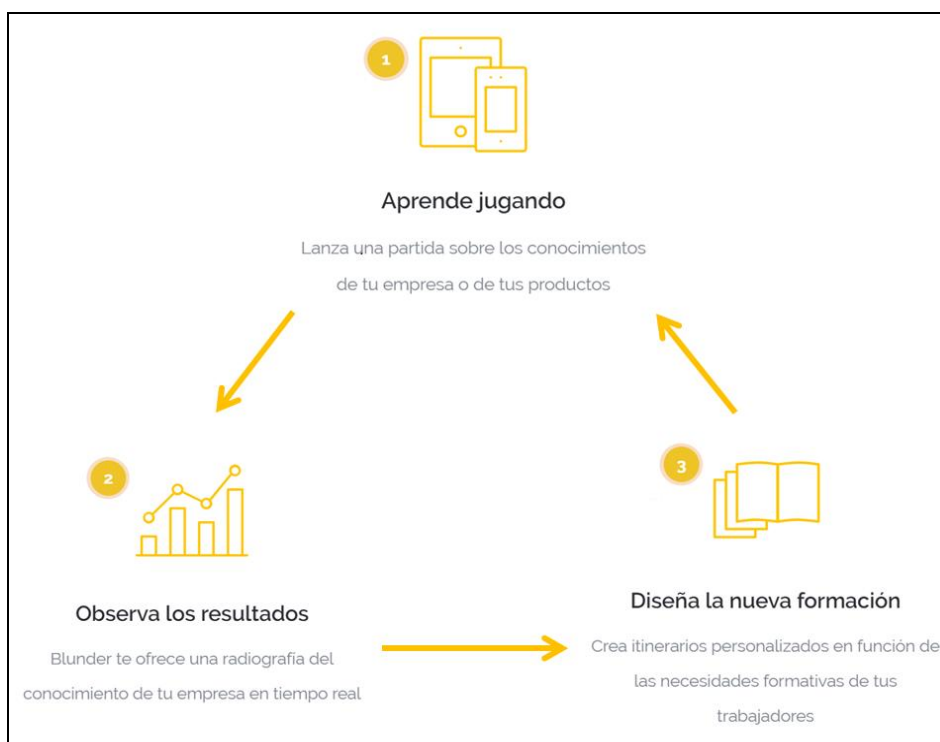 1
Aprende jugando
Lanza una partida sobre los conocimientos
de tu empresa o de tus productos
2
Observa los resultados
Blunder te ofrece una radiografía del
conocimiento de tu empresa en tiempo real
3
Diseña la nueva formación
Crea itinerarios personalizados en función de
las necesidades formativas de tus
trabajadores